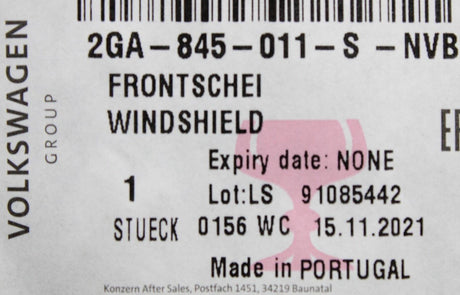 VOLKSWAGEN
GROUP
2GA-845-011-S -NVB
FRONTSCHEI
WINDSHIELD
Expiry date: NONE
1 Lot:LS 91085442
STUECK 0156 WC 15.11.2021
Made in PORTUGAL
Konzern After Sales, Postfach 1451, 34219 Baunatal